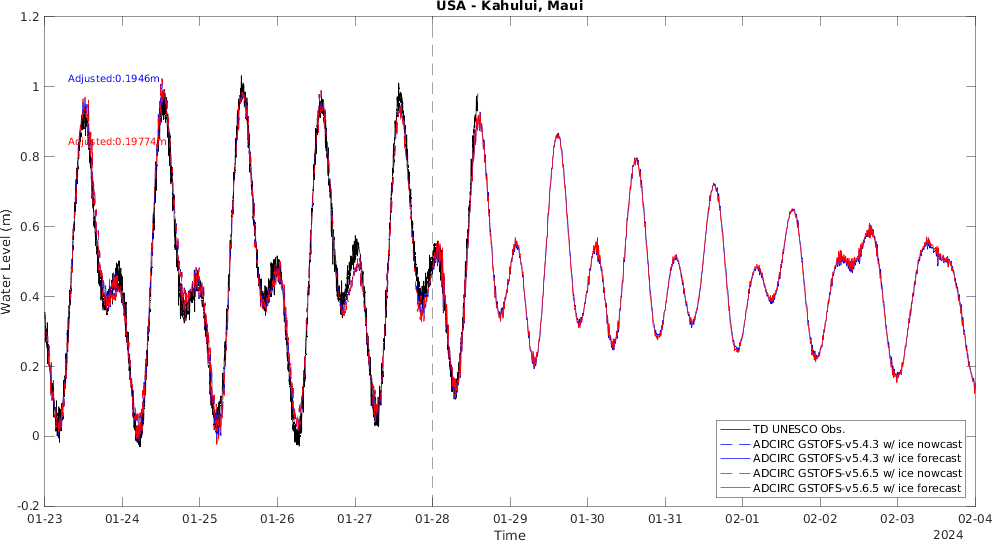 USA - Kahului, Maui
1.2
1
0.8
0.6
0.4
0.2
0
-0.2
Water Level (m)
Adjusted:0.1946m
Adjusted:0.19774m
TD UNESCO Obs.
ADCIRC GSTOFS-v5.4.3 w/ ice nowcast
ADCIRC GSTOFS-v5.4.3 w/ ice forecast
ADCIRC GSTOFS-v5.6.5 w/ ice nowcast
ADCIRC GSTOFS-v5.6.5 w/ ice forecast
01-23 01-24 01-25 01-26 01-27 01-28 01-29 01-30 01-31 02-01 02-02 02-03 02-04
Time
2024